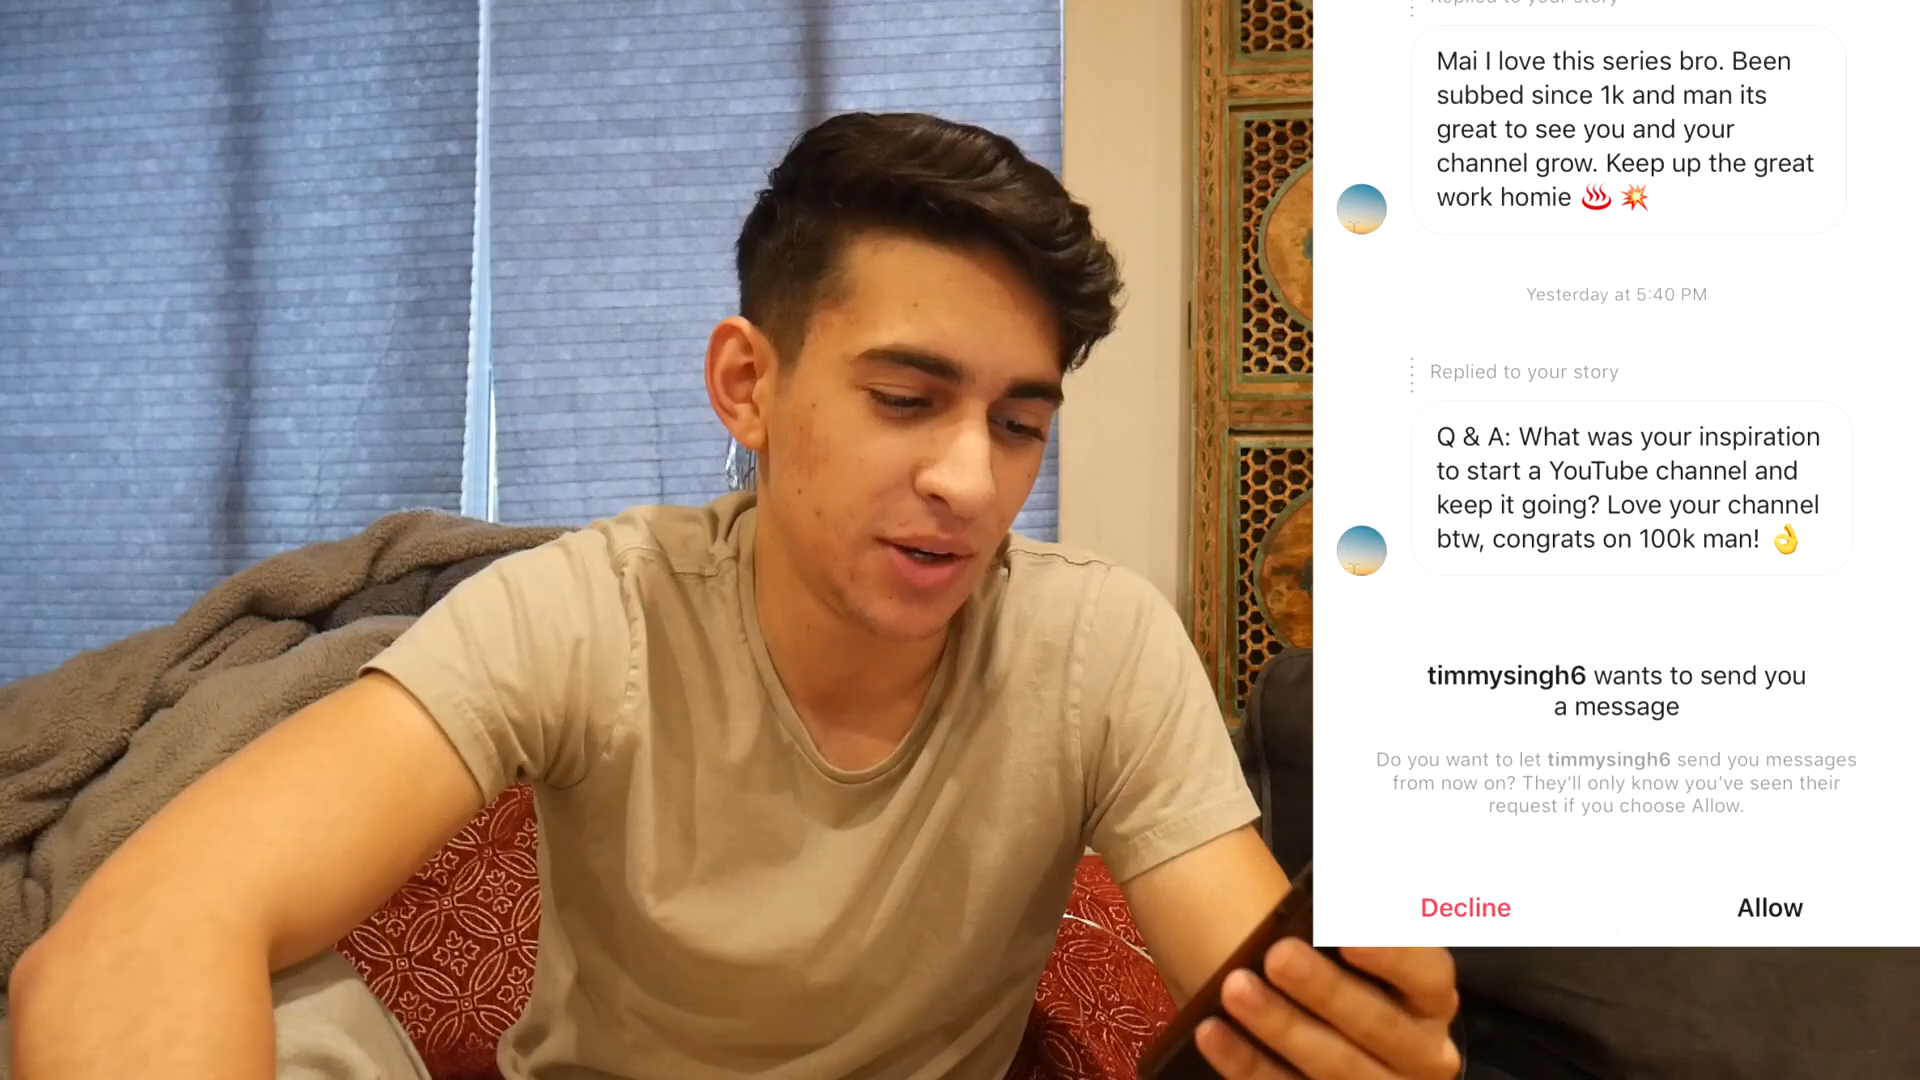 Replied to your story
Mai I love this series bro. Been
subbed since 1k and man its
great to see you and your
channel grow. Keep up the great
work homie ♨️ 💥
Yesterday at 5:40 PM
Replied to your story
Q & A: What was your inspiration
to start a YouTube channel and
keep it going? Love your channel
btw, congrats on 100k man! 👌
timmysingh6 wants to send you
a message
Do you want to let timmysingh6 send you messages
from now on? They'll only know you've seen their
request if you choose Allow.
Decline Allow